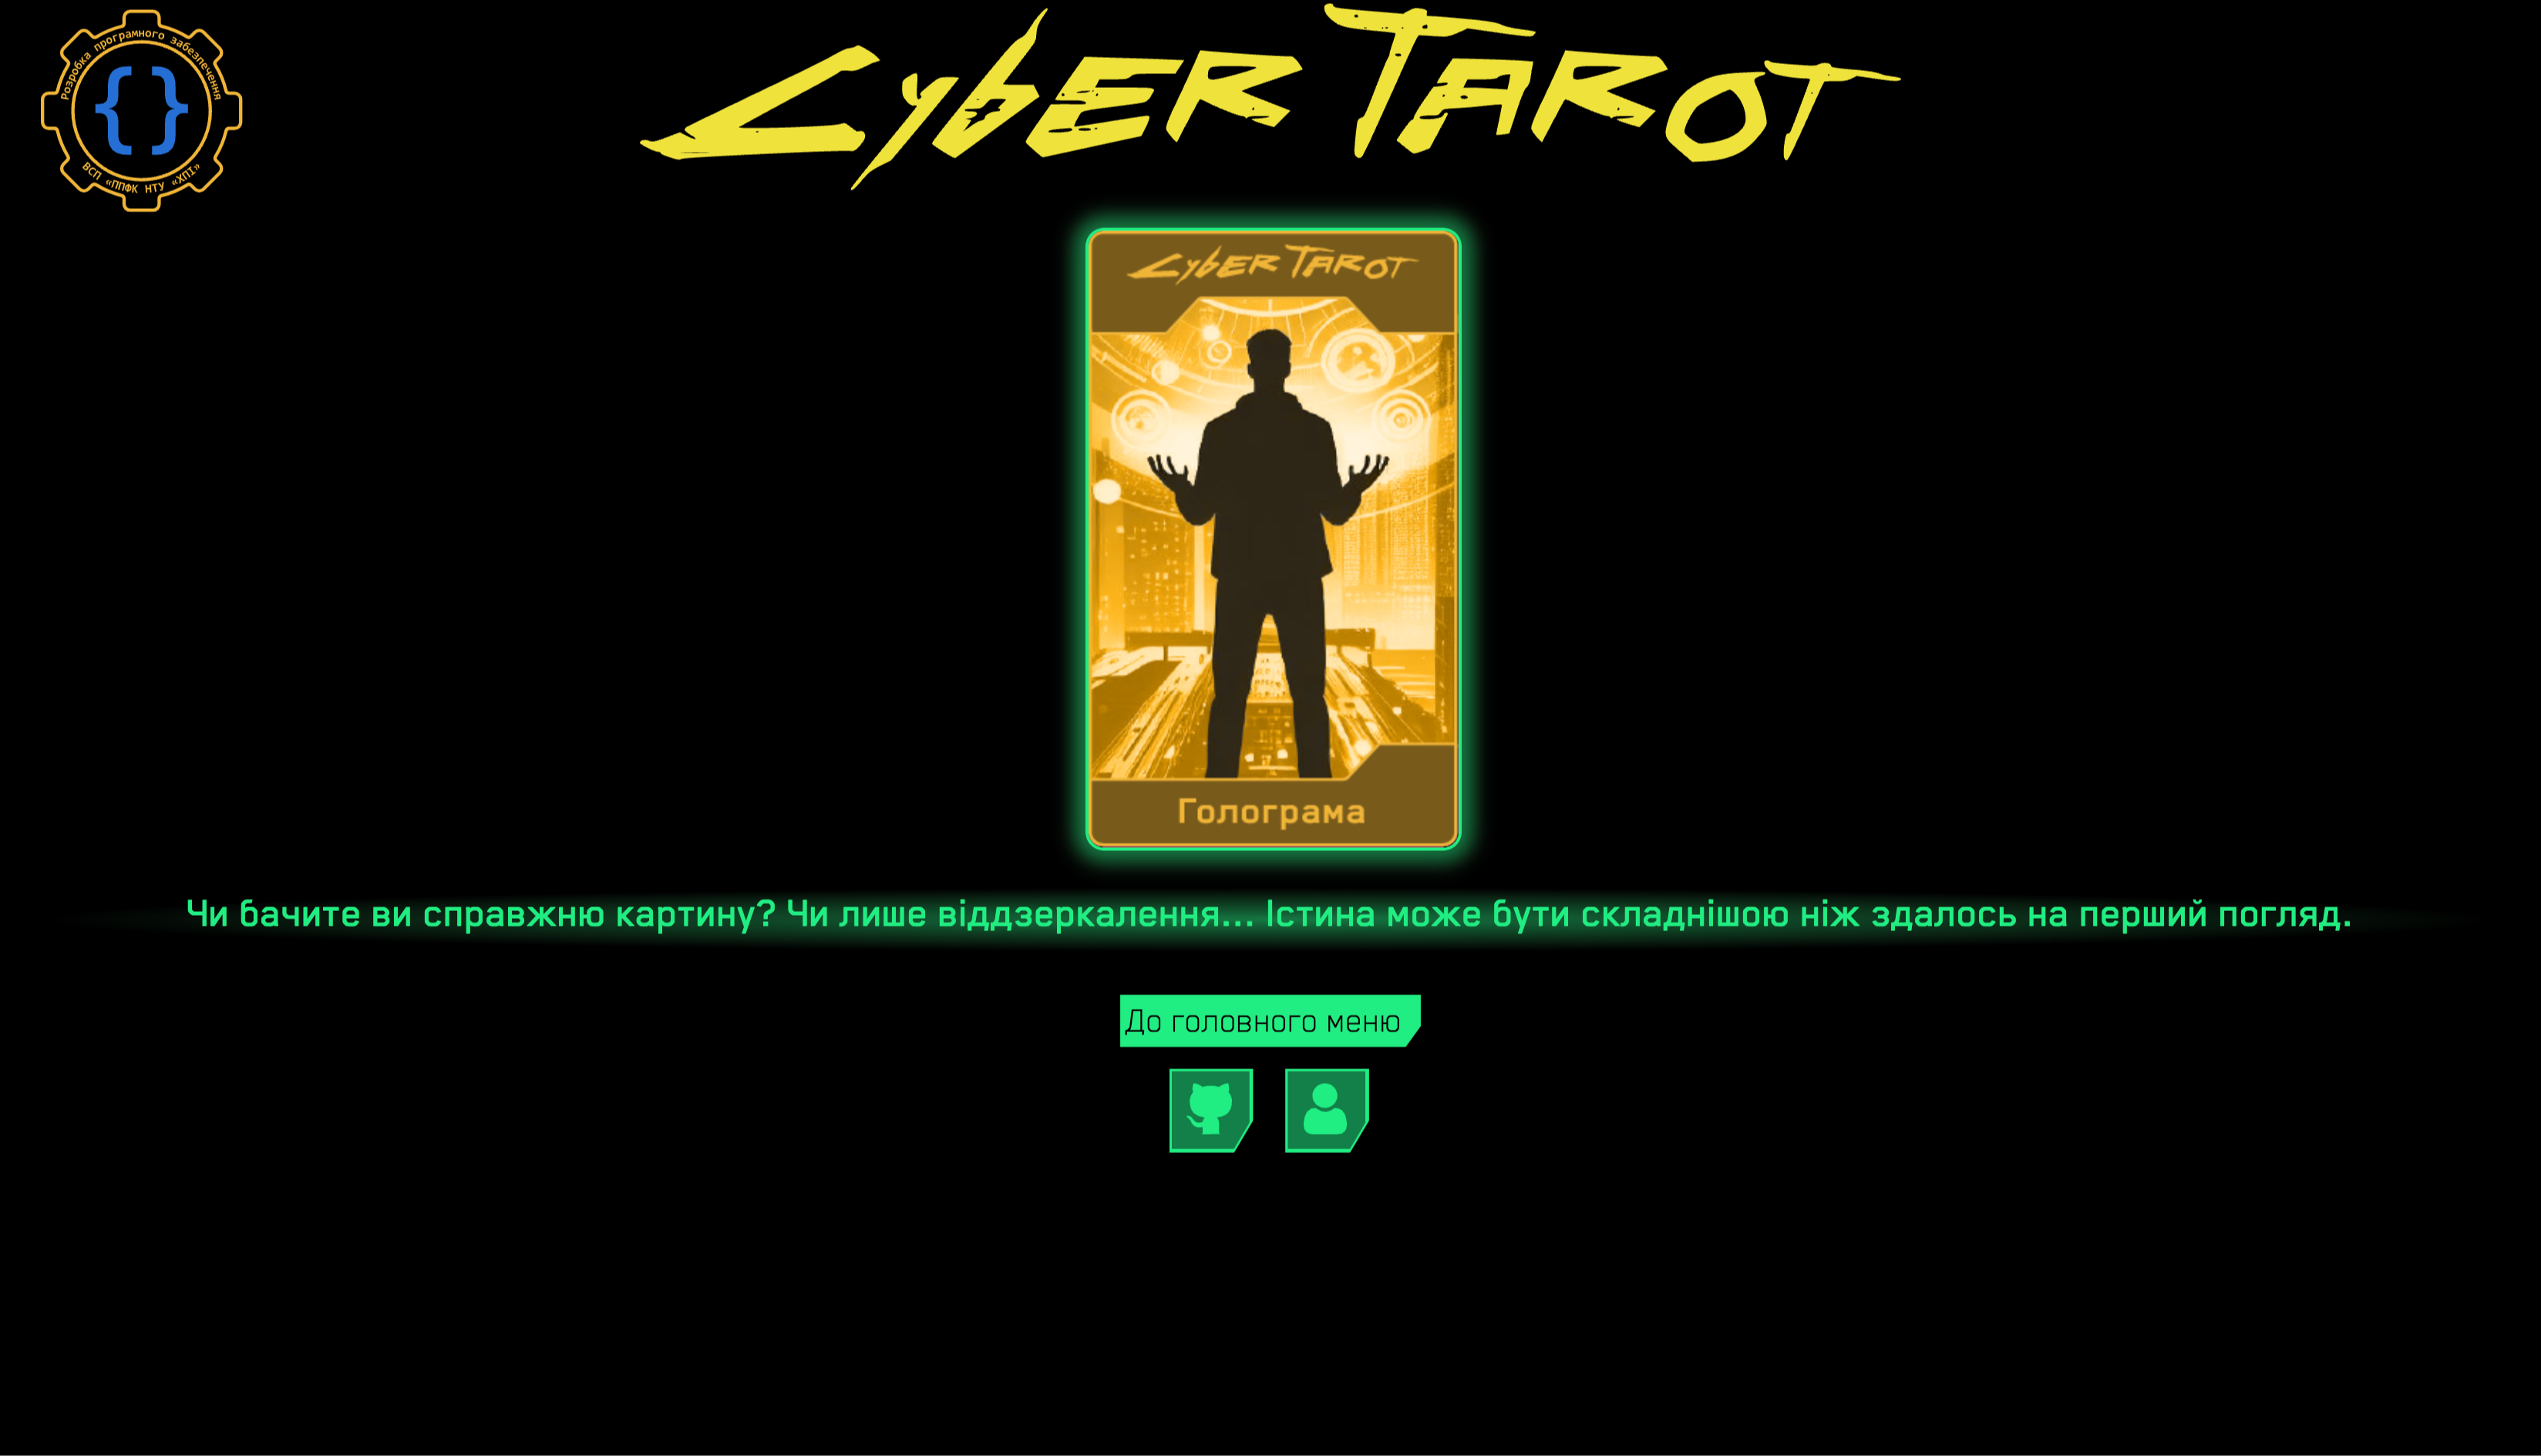 Розробка програмного забезпечення
{ }
ВСП «ППФК НТУ «ХПІ»
Cyber Tarot
Cyber Tarot
Голограма
Чи бачите ви справжню картину? Чи лише віддзеркалення... Істина може бути складнішою ніж здалось на перший погляд.
До головного меню